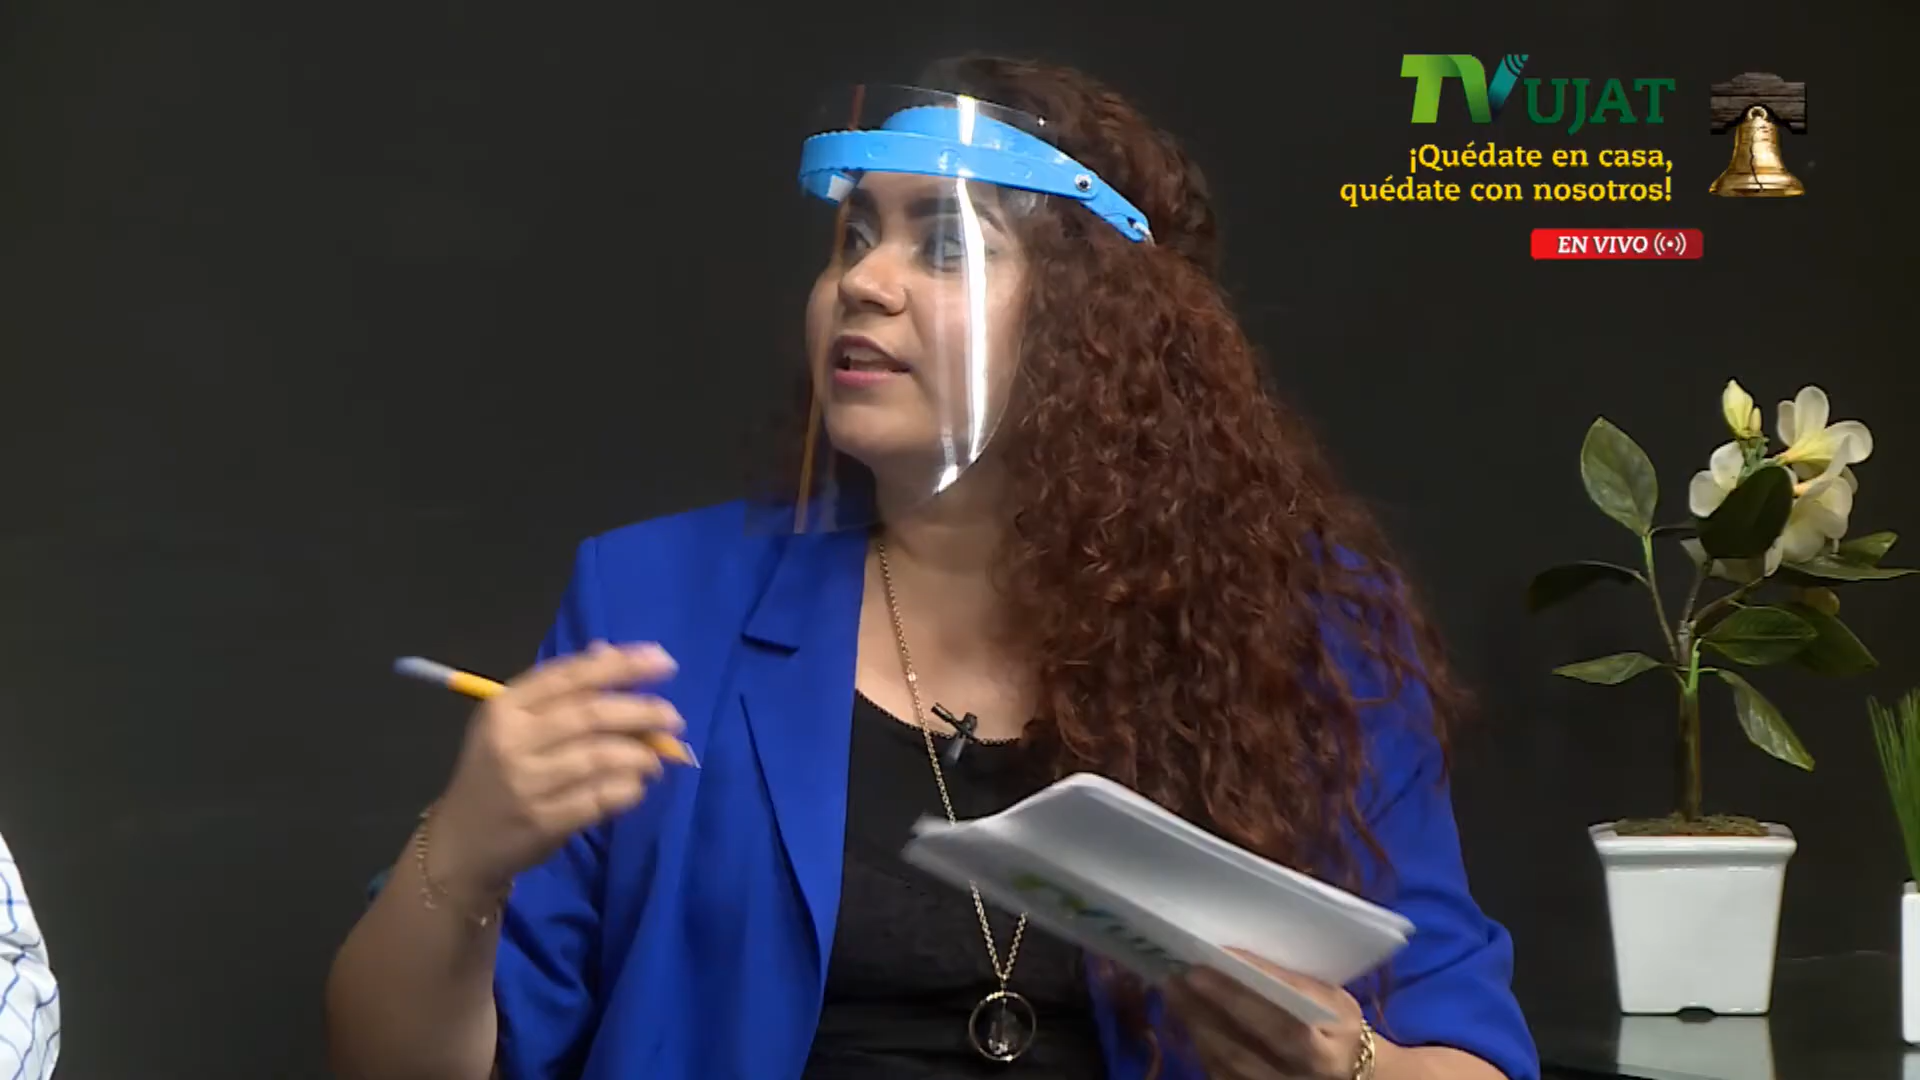 TVUJAT
¡Quédate en casa,
quédate con nosotros!
EN VIVO